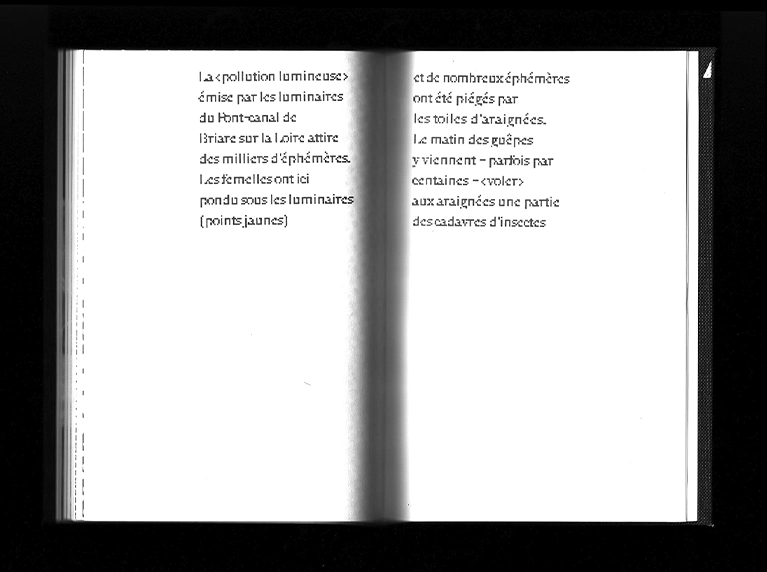 La <pollution lumineuse>
émise par les luminaires
du Pont-canal de
Briare sur la Loire attire
des milliers d'éphémères.
Les femelles ont ici
pondu sous les luminaires
(points jaunes)
et de nombreux éphémères
ont été piégés par
les toiles d'araignées.
Le matin des guêpes
y viennent – parfois par
centaines – <voler>
aux araignées une partie
des cadavres d'insectes